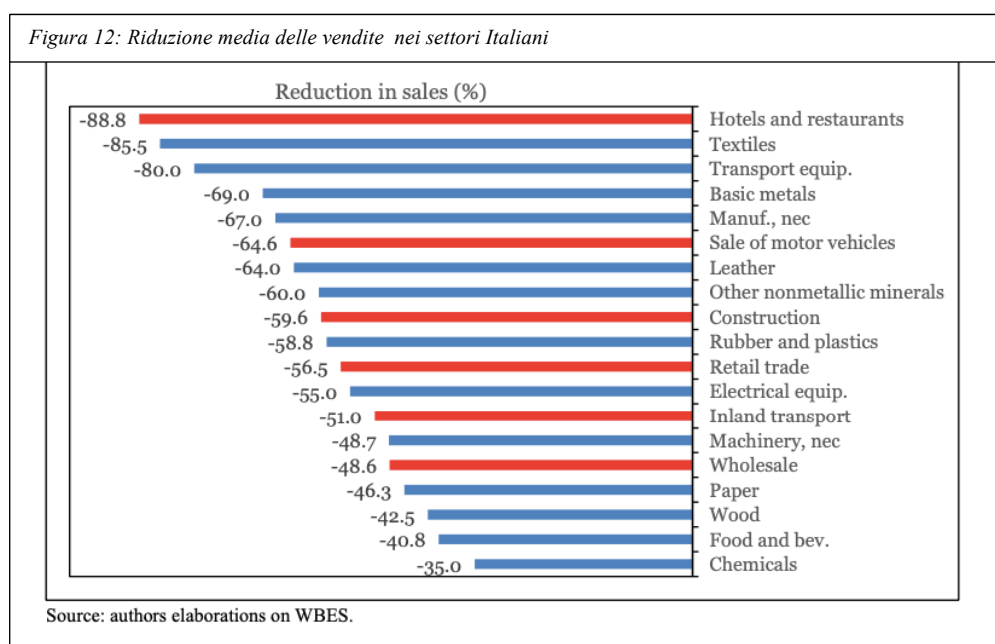 Figura 12: Riduzione media delle vendite nei settori Italiani
Reduction in sales (%)
-88.8 Hotels and restaurants
-85.5 Textiles
-80.0 Transport equip.
-69.0 Basic metals
-67.0 Manuf., nec
-64.6 Sale of motor vehicles
-64.0 Leather
-60.0 Other nonmetallic minerals
-59.6 Construction
-58.8 Rubber and plastics
-56.5 Retail trade
-55.0 Electrical equip.
-51.0 Inland transport
-48.7 Machinery, nec
-48.6 Wholesale
-46.3 Paper
-42.5 Wood
-40.8 Food and bev.
-35.0 Chemicals
Source: authors elaborations on WBES.